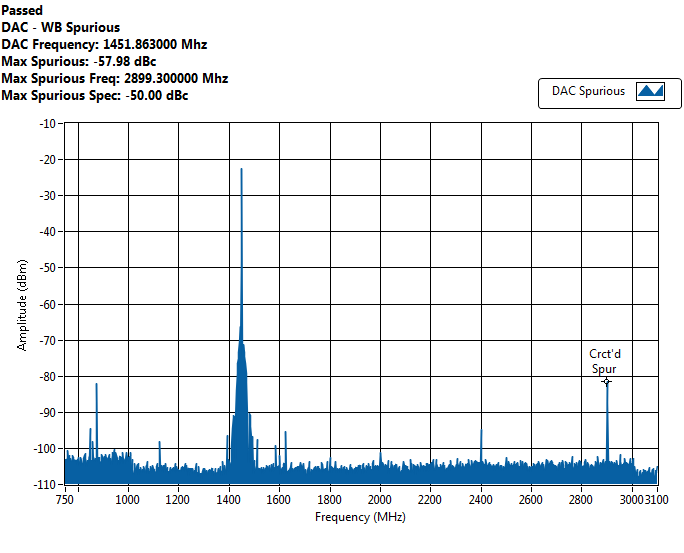 Passed
DAC - WB Spurious
DAC Frequency: 1451.863000 Mhz
Max Spurious: -57.98 dBc
Max Spurious Freq: 2899.300000 Mhz
Max Spurious Spec: -50.00 dBc
DAC Spurious
-10
-20
-30
-40
-50
-60
-70
-80
-90
-100
-110
Amplitude (dBm)
Crct'd
Spur
750 1000 1200 1400 1600 1800 2000 2200 2400 2600 2800 3000 3100
Frequency (MHz)